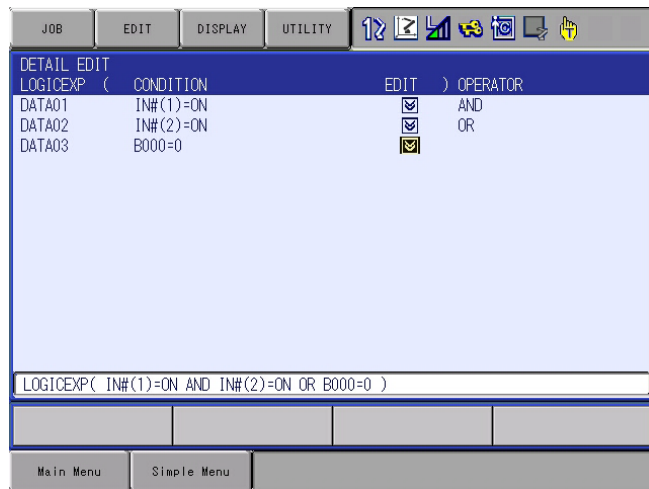 JOB EDIT DISPLAY UTILITY
DETAIL EDIT
LOGICEXP ( CONDITION EDIT ) OPERATOR
DATA01 IN#(1)=ON AND
DATA02 IN#(2)=ON OR
DATA03 B000=0
LOGICEXP( IN#(1)=ON AND IN#(2)=ON OR B000=0 )
Main Menu Simple Menu